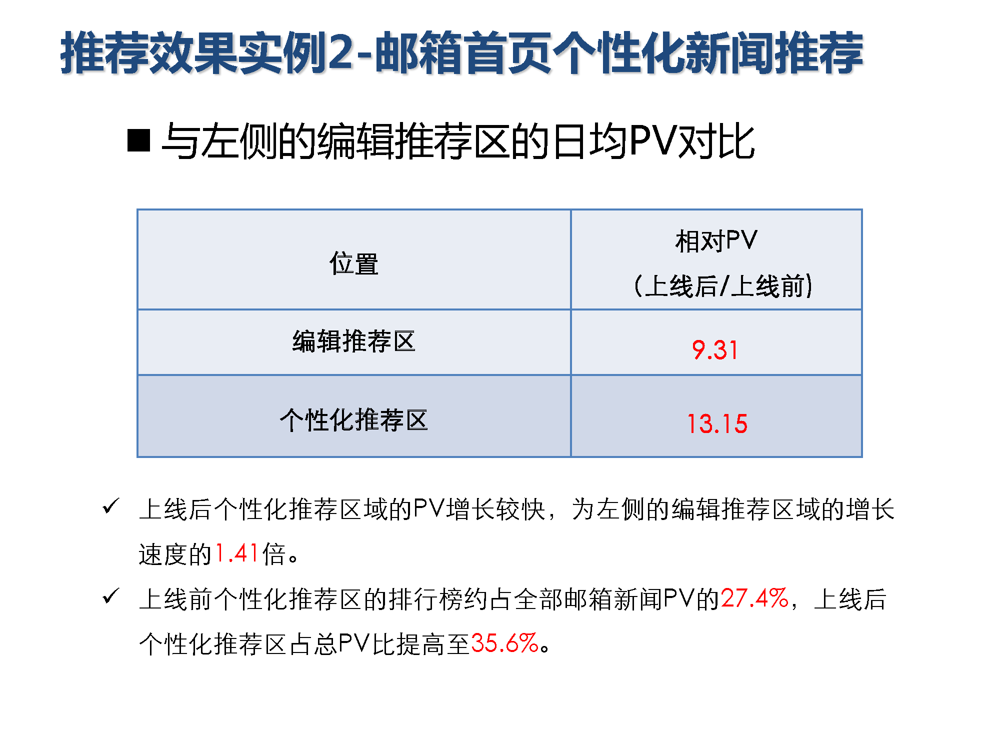 推荐效果实例2-邮箱首页个性化新闻推荐
与左侧的编辑推荐区的日均PV对比
位置
相对PV
（上线后/上线前)
编辑推荐区
9.31
个性化推荐区
13.15
上线后个性化推荐区域的PV增长较快，为左侧的编辑推荐区域的增长
速度的1.41倍。
上线前个性化推荐区的排行榜约占全部邮箱新闻PV的27.4%，上线后
个性化推荐区占总PV比提高至35.6%。